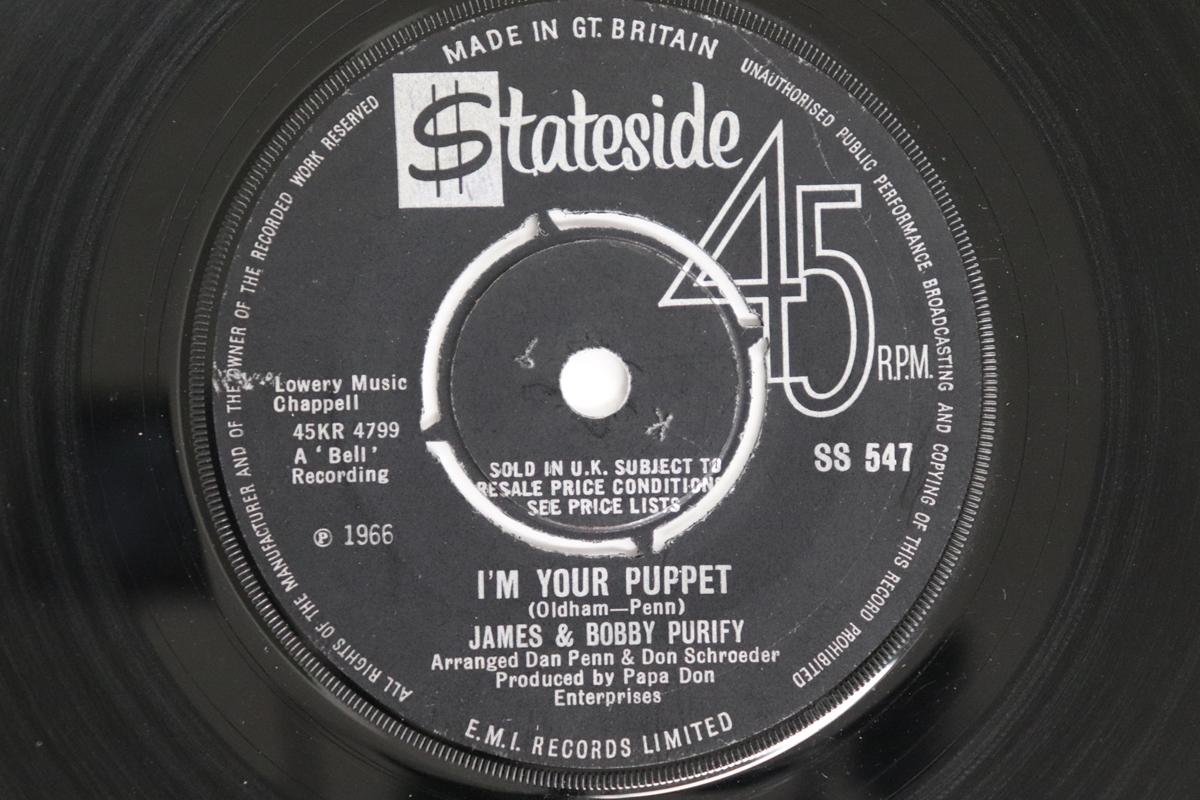 MADE IN GT. BRITAIN
UNAUTHORISED PUBLIC PERFORMANCE BROADCASTING AND COPYING OF THIS RECORD PROHIBITED
ALL RIGHTS OF THE MANUFACTURER AND OF THE OWNER OF THE RECORDED WORK RESERVED
Stateside
45 R.P.M.
Lowery Music
Chappell
45KR 4799
A 'Bell'
Recording
SS 547
SOLD IN U.K. SUBJECT TO
RESALE PRICE CONDITIONS
SEE PRICE LISTS
℗ 1966
I'M YOUR PUPPET
(Oldham—Penn)
JAMES & BOBBY PURIFY
Arranged Dan Penn & Don Schroeder
Produced by Papa Don
Enterprises
E.M.I. RECORDS LIMITED